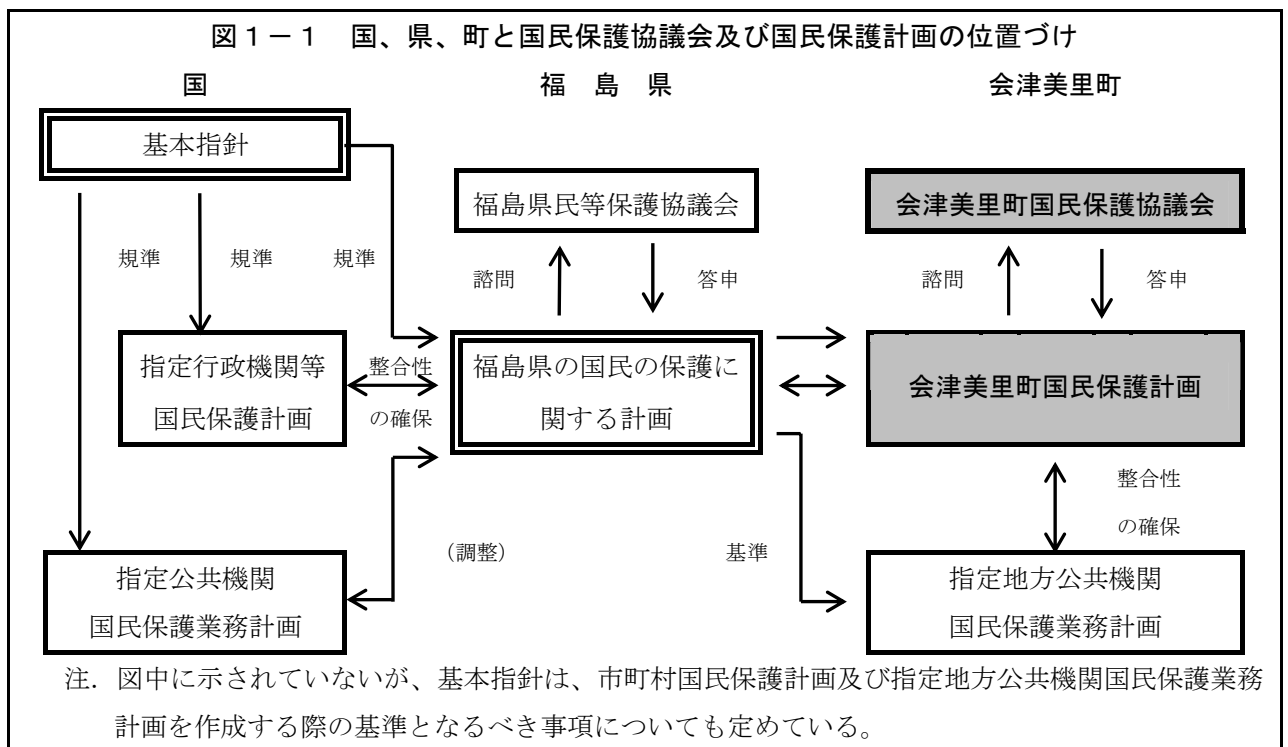 図１－１　国、県、町と国民保護協議会及び国民保護計画の位置づけ
国
福　島　県
会津美里町
基本指針
福島県民等保護協議会
会津美里町国民保護協議会
規準
規準
規準
諮問
答申
諮問
答申
指定行政機関等
国民保護計画
整合性
の確保
福島県の国民の保護に
関する計画
会津美里町国民保護計画
整合性
の確保
（調整）
基準
指定公共機関
国民保護業務計画
指定地方公共機関
国民保護業務計画
注．図中に示されていないが、基本指針は、市町村国民保護計画及び指定地方公共機関国民保護業務
計画を作成する際の基準となるべき事項についても定めている。